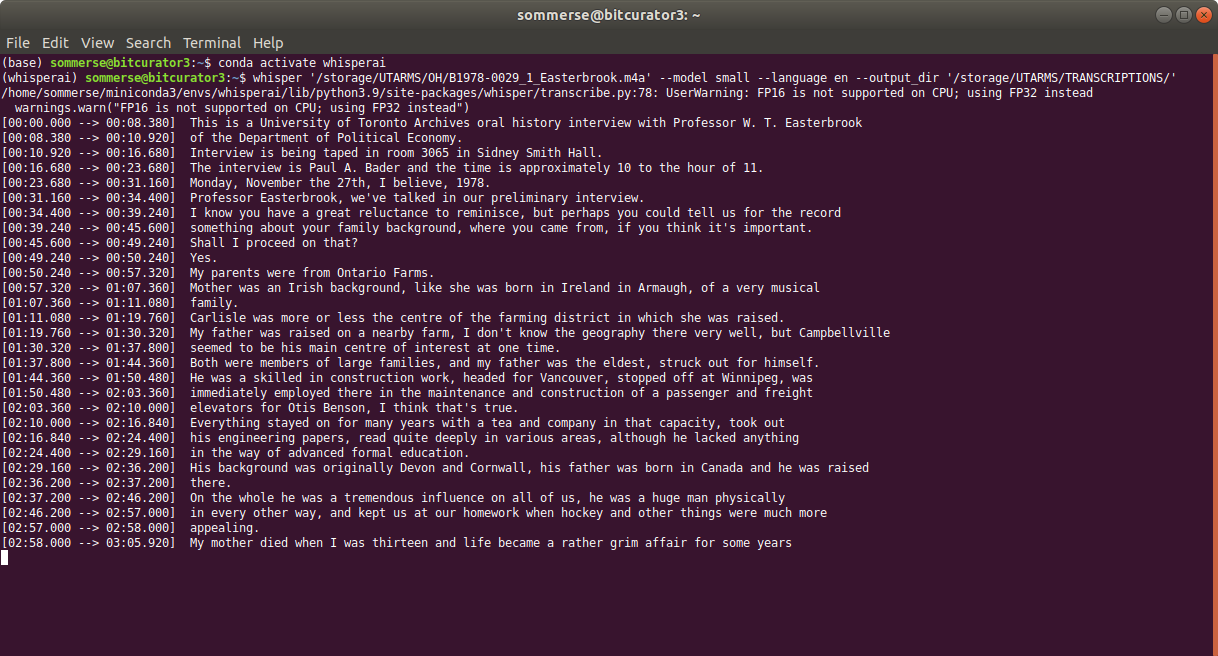 sommerse@bitcurator3: ~
File Edit View Search Terminal Help
(base) sommerse@bitcurator3:~$ conda activate whisperai
(whisperai) sommerse@bitcurator3:~$ whisper '/storage/UTARMS/OH/B1978-0029_1_Easterbrook.m4a' --model small --language en --output_dir '/storage/UTARMS/TRANSCRIPTIONS/'
/home/sommerse/miniconda3/envs/whisperai/lib/python3.9/site-packages/whisper/transcribe.py:78: UserWarning: FP16 is not supported on CPU; using FP32 instead
  warnings.warn("FP16 is not supported on CPU; using FP32 instead")
[00:00.000 --> 00:08.380]  This is a University of Toronto Archives oral history interview with Professor W. T. Easterbrook
[00:08.380 --> 00:10.920]  of the Department of Political Economy.
[00:10.920 --> 00:16.680]  Interview is being taped in room 3065 in Sidney Smith Hall.
[00:16.680 --> 00:23.680]  The interview is Paul A. Bader and the time is approximately 10 to the hour of 11.
[00:23.680 --> 00:31.160]  Monday, November the 27th, I believe, 1978.
[00:31.160 --> 00:34.400]  Professor Easterbrook, we've talked in our preliminary interview.
[00:34.400 --> 00:39.240]  I know you have a great reluctance to reminisce, but perhaps you could tell us for the record
[00:39.240 --> 00:45.600]  something about your family background, where you came from, if you think it's important.
[00:45.600 --> 00:49.240]  Shall I proceed on that?
[00:49.240 --> 00:50.240]  Yes.
[00:50.240 --> 00:57.320]  My parents were from Ontario Farms.
[00:57.320 --> 01:07.360]  Mother was an Irish background, like she was born in Ireland in Armaugh, of a very musical
[01:07.360 --> 01:11.080]  family.
[01:11.080 --> 01:19.760]  Carlisle was more or less the centre of the farming district in which she was raised.
[01:19.760 --> 01:30.320]  My father was raised on a nearby farm, I don't know the geography there very well, but Campbellville
[01:30.320 --> 01:37.800]  seemed to be his main centre of interest at one time.
[01:37.800 --> 01:44.360]  Both were members of large families, and my father was the eldest, struck out for himself.
[01:44.360 --> 01:50.480]  He was a skilled in construction work, headed for Vancouver, stopped off at Winnipeg, was
[01:50.480 --> 02:03.360]  immediately employed there in the maintenance and construction of a passenger and freight
[02:03.360 --> 02:10.000]  elevators for Otis Benson, I think that's true.
[02:10.000 --> 02:16.840]  Everything stayed on for many years with a tea and company in that capacity, took out
[02:16.840 --> 02:24.400]  his engineering papers, read quite deeply in various areas, although he lacked anything
[02:24.400 --> 02:29.160]  in the way of advanced formal education.
[02:29.160 --> 02:36.200]  His background was originally Devon and Cornwall, his father was born in Canada and he was raised
[02:36.200 --> 02:37.200]  there.
[02:37.200 --> 02:46.200]  On the whole he was a tremendous influence on all of us, he was a huge man physically
[02:46.200 --> 02:57.000]  in every other way, and kept us at our homework when hockey and other things were much more
[02:57.000 --> 02:58.000]  appealing.
[02:58.000 --> 03:05.920]  My mother died when I was thirteen and life became a rather grim affair for some years